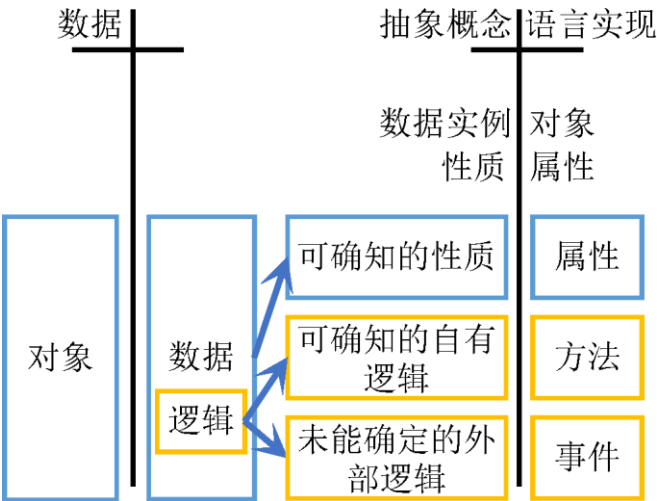 数据
抽象概念 语言实现
数据实例 对象
性质 属性
可确知的性质
属性
对象
数据
可确知的自有
逻辑
方法
逻辑
未能确定的外
部逻辑
事件